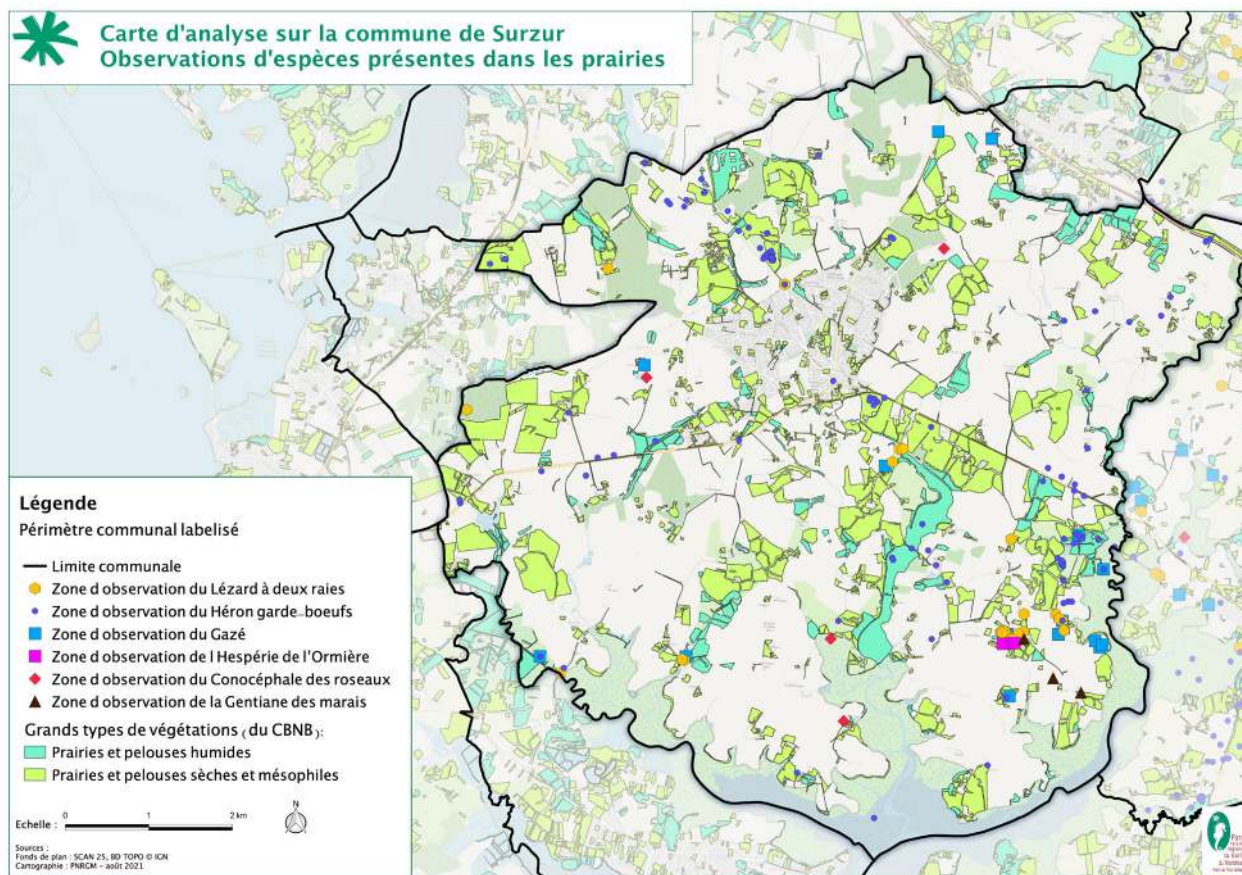 Carte d'analyse sur la commune de Surzur
Observations d'espèces présentes dans les prairies
Légende
Périmètre communal labelisé
Limite communale
Zone d observation du Lézard à deux raies
Zone d observation du Héron garde-boeufs
Zone d observation du Gazé
Zone d observation de l Hespérie de l'Ormière
Zone d observation du Conocéphale des roseaux
Zone d observation de la Gentiane des marais
Grands types de végétations (du CBNB):
Prairies et pelouses humides
Prairies et pelouses sèches et mésophiles
Echelle : 0 1 2 km
N
Sources :
Fonds de plan : SCAN 25, BD TOPO © IGN
Cartographie : PNRGM - août 2021